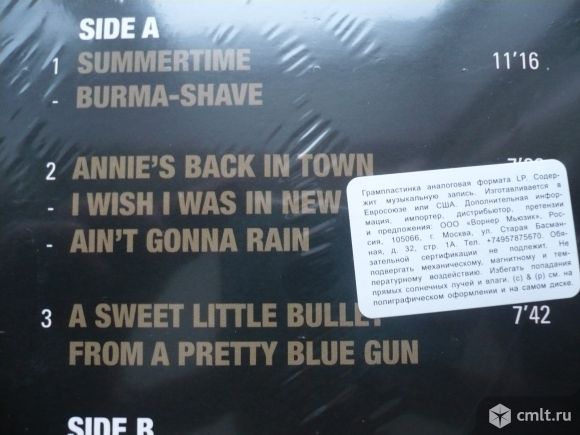 SIDE A
1 SUMMERTIME 11’16
- BURMA-SHAVE
2 ANNIE'S BACK IN TOWN
- I WISH I WAS IN NEW
- AIN'T GONNA RAIN
3 A SWEET LITTLE BULLET 7’42
FROM A PRETTY BLUE GUN
SIDE B
Грампластинка аналоговая формата LP. Содер-
жит музыкальную запись. Изготавливается в
Евросоюзе или США. Дополнительная инфор-
мация, импортер, дистрибьютор, претензии
и предложения: ООО «Ворнер Мьюзик», Рос-
сия, 105066, г. Москва, ул. Старая Басман-
ная, д. 32, стр. 1А. Тел. +74957875670. Обя-
зательной сертификации не подлежит. Не
подвергать механическому, магнитному и тем-
пературному воздействию. Избегать попадания
прямых солнечных лучей и влаги. (c) & (p) см. на
полиграфическом оформлении и на самом диске.
cmlt.ru